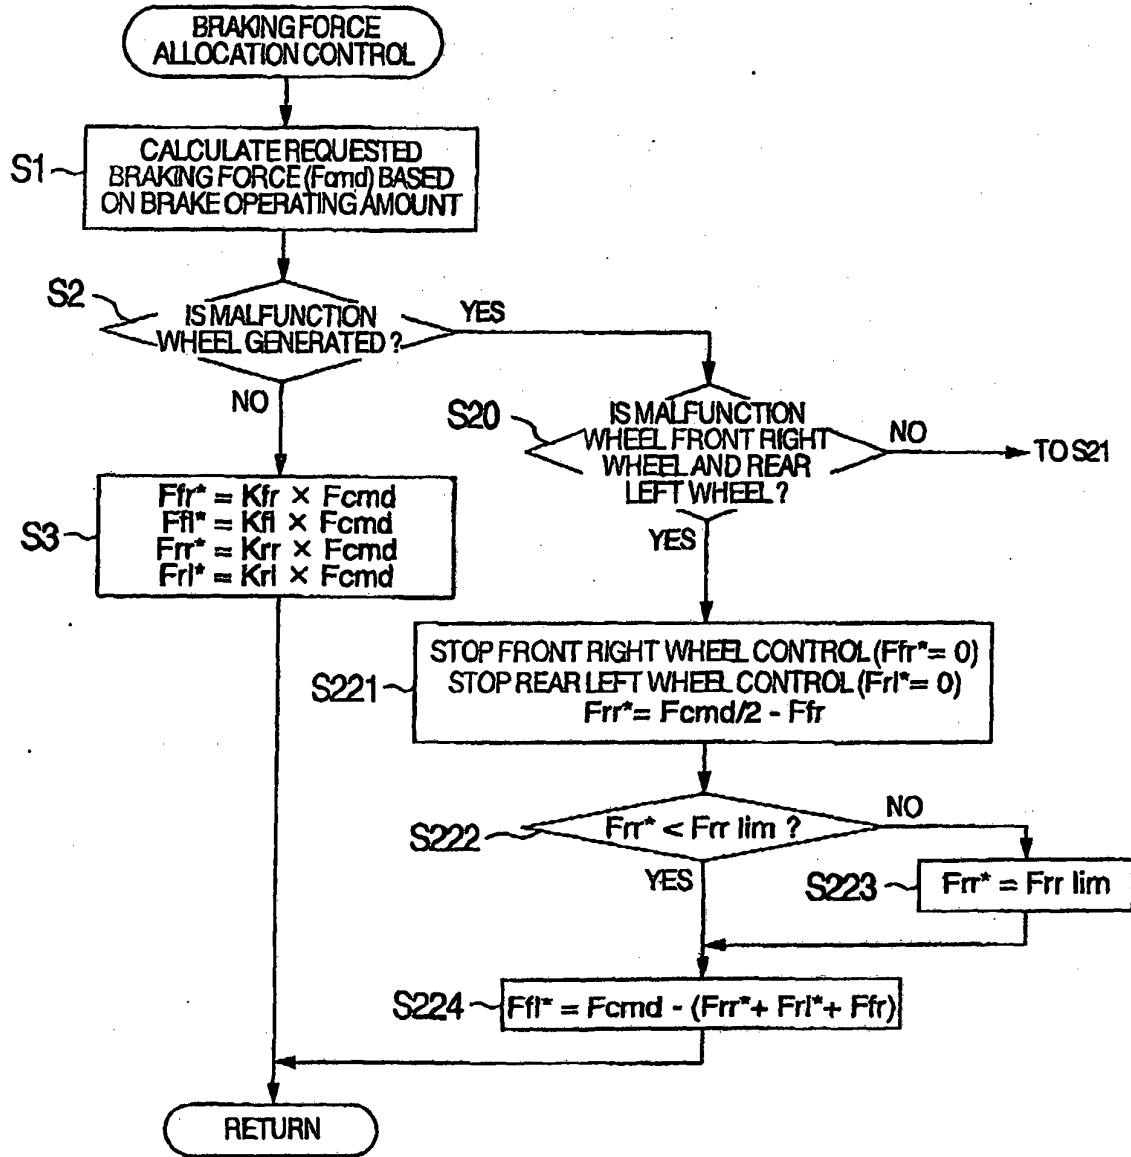 BRAKING FORCE
ALLOCATION CONTROL
S1
CALCULATE REQUESTED
BRAKING FORCE (Fcmd) BASED
ON BRAKE OPERATING AMOUNT
S2
IS MALFUNCTION
WHEEL GENERATED ?
YES
NO
S20
IS MALFUNCTION
WHEEL FRONT RIGHT
WHEEL AND REAR
LEFT WHEEL ?
NO
TO S21
YES
S3
Ffr* = Kfr × Fcmd
Ffl* = Kfl × Fcmd
Frr* = Krr × Fcmd
Frl* = Krl × Fcmd
S221
STOP FRONT RIGHT WHEEL CONTROL (Ffr*= 0)
STOP REAR LEFT WHEEL CONTROL (Frl*= 0)
Frr*= Fcmd/2 - Ffr
S222
Frr* < Frr lim ?
NO
YES
S223
Frr* = Frr lim
S224
Ffl* = Fcmd - (Frr*+ Frl*+ Ffr)
RETURN